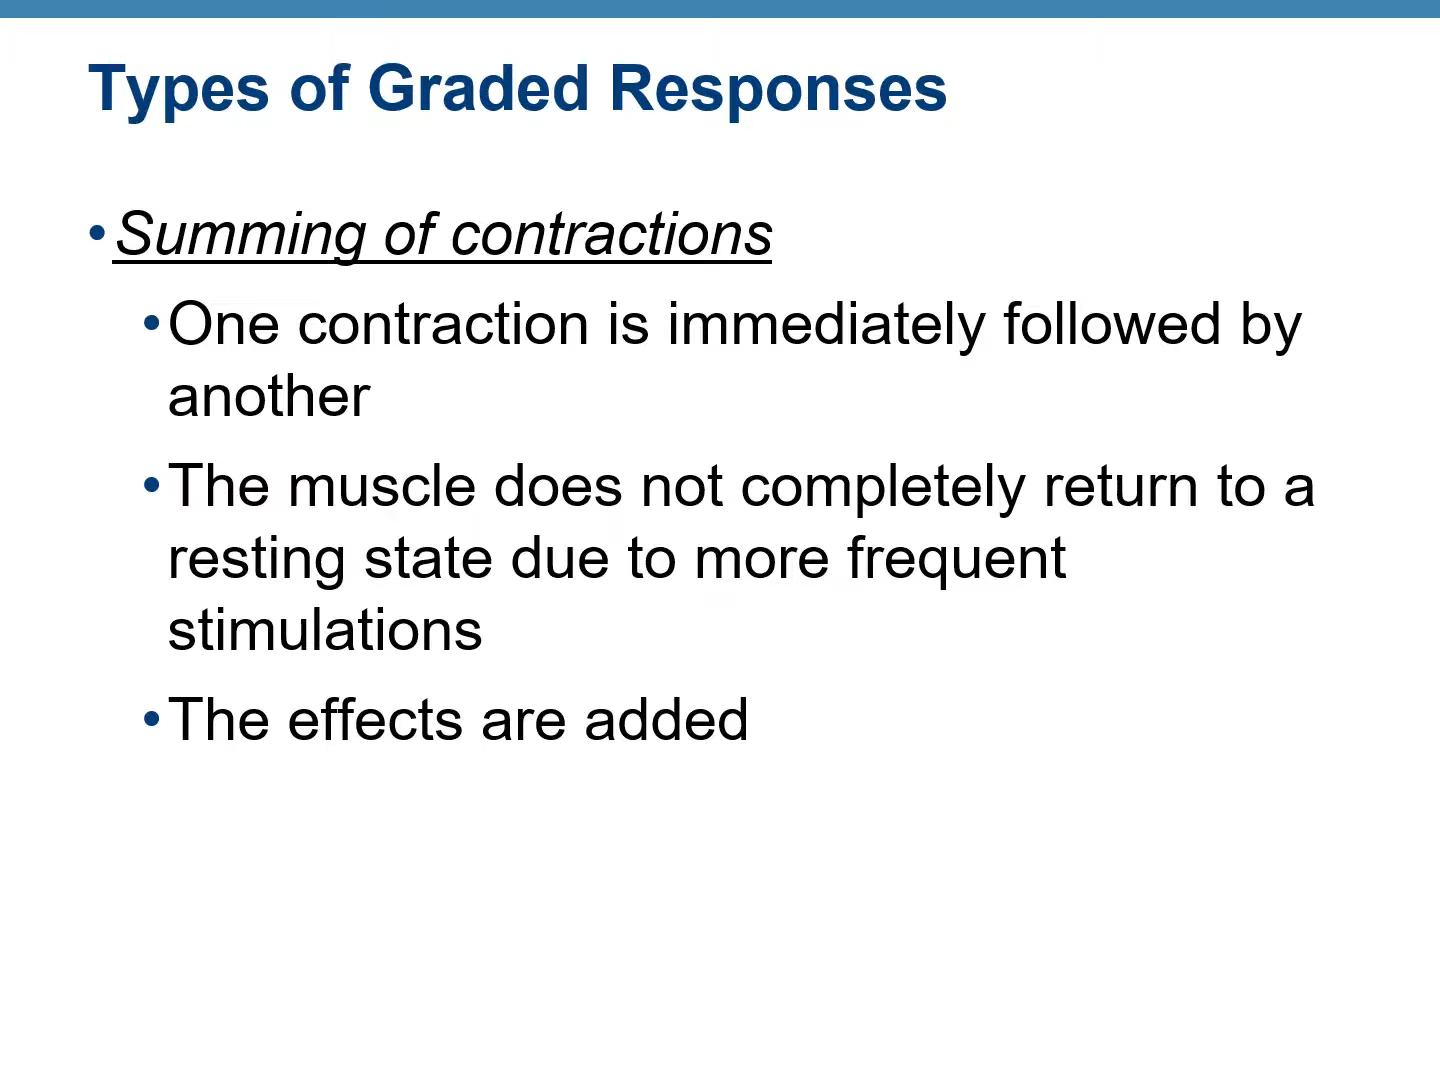 Types of Graded Responses
•Summing of contractions
•One contraction is immediately followed by
another
•The muscle does not completely return to a
resting state due to more frequent
stimulations
•The effects are added